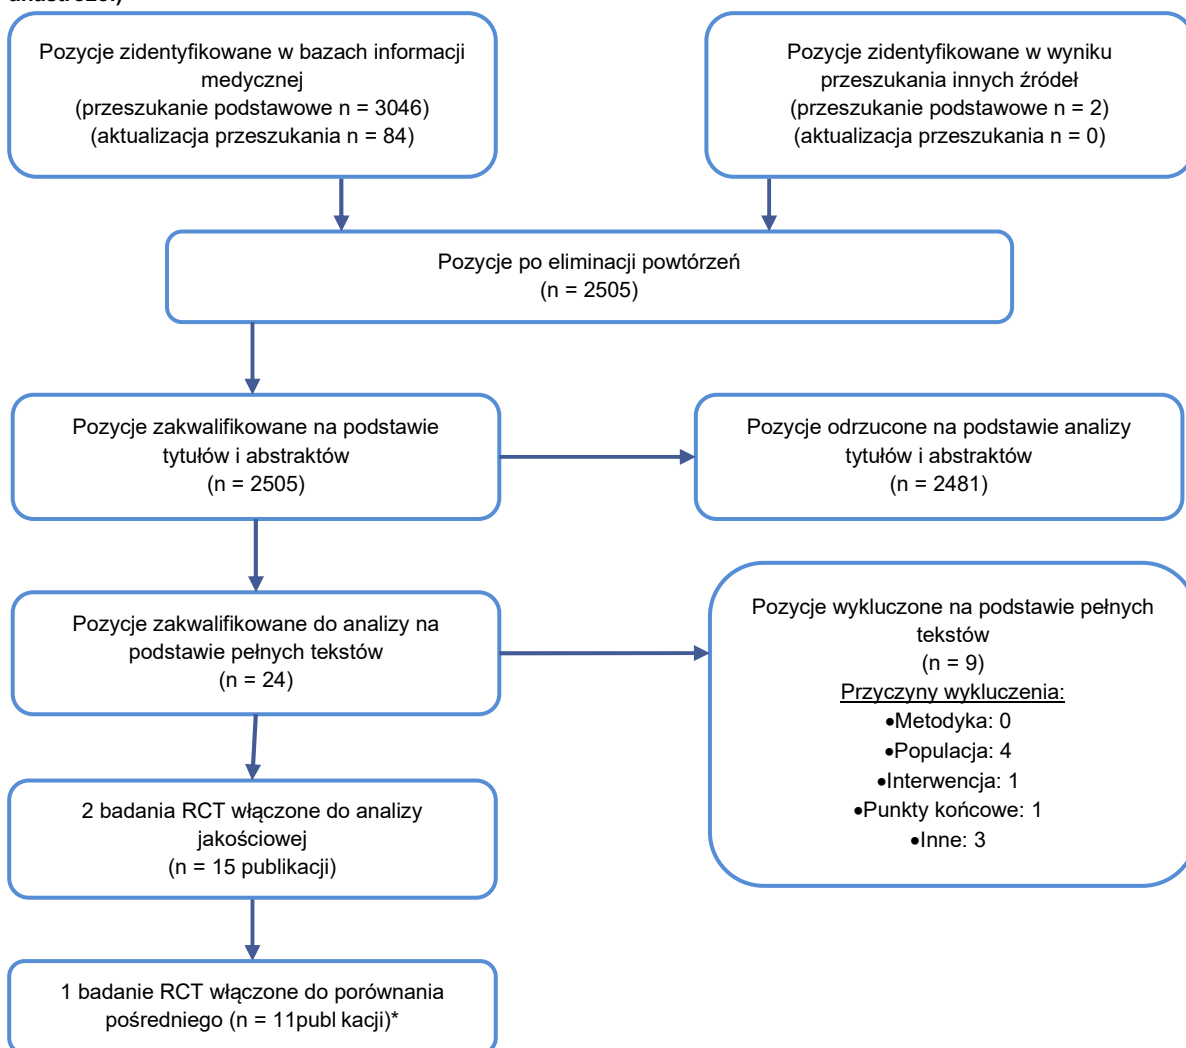 anastrozol)
Pozycje zidentyfikowane w bazach informacji
medycznej
(przeszukanie podstawowe n = 3046)
(aktualizacja przeszukania n = 84)
Pozycje zidentyfikowane w wyniku
przeszukania innych źródeł
(przeszukanie podstawowe n = 2)
(aktualizacja przeszukania n = 0)
Pozycje po eliminacji powtórzeń
(n = 2505)
Pozycje zakwalifikowane na podstawie
tytułów i abstraktów
(n = 2505)
Pozycje odrzucone na podstawie analizy
tytułów i abstraktów
(n = 2481)
Pozycje zakwalifikowane do analizy na
podstawie pełnych tekstów
(n = 24)
Pozycje wykluczone na podstawie pełnych
tekstów
(n = 9)
Przyczyny wykluczenia:
•Metodyka: 0
•Populacja: 4
•Interwencja: 1
•Punkty końcowe: 1
•Inne: 3
2 badania RCT włączone do analizy
jakościowej
(n = 15 publikacji)
1 badanie RCT włączone do porównania
pośredniego (n = 11publ kacji)*